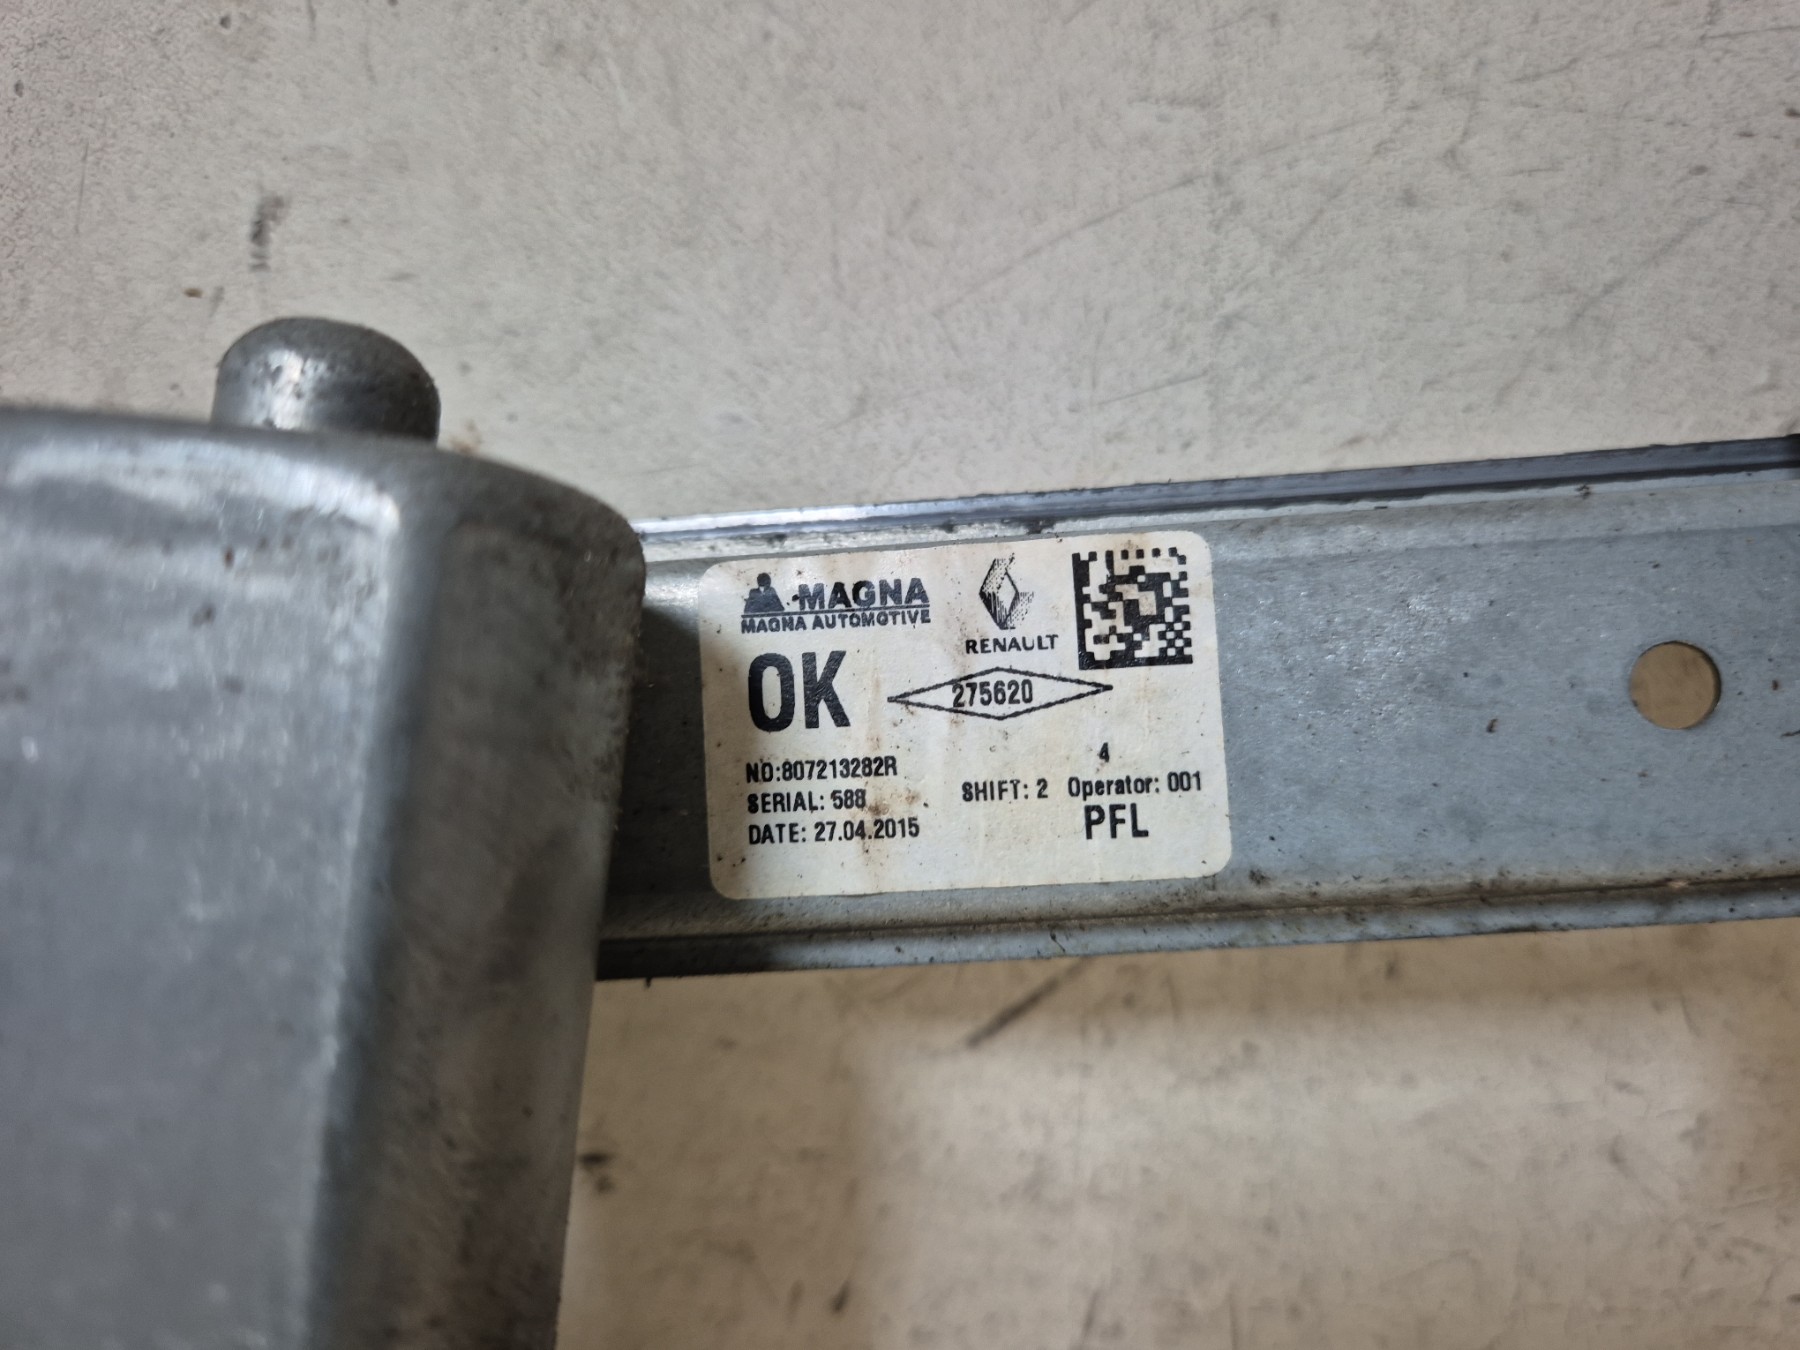 MAGNA
MAGNA AUTOMOTIVE
RENAULT
OK
275620
NO:807213282R
4
SERIAL: 588
SHIFT: 2 Operator: 001
DATE: 27.04.2015
PFL